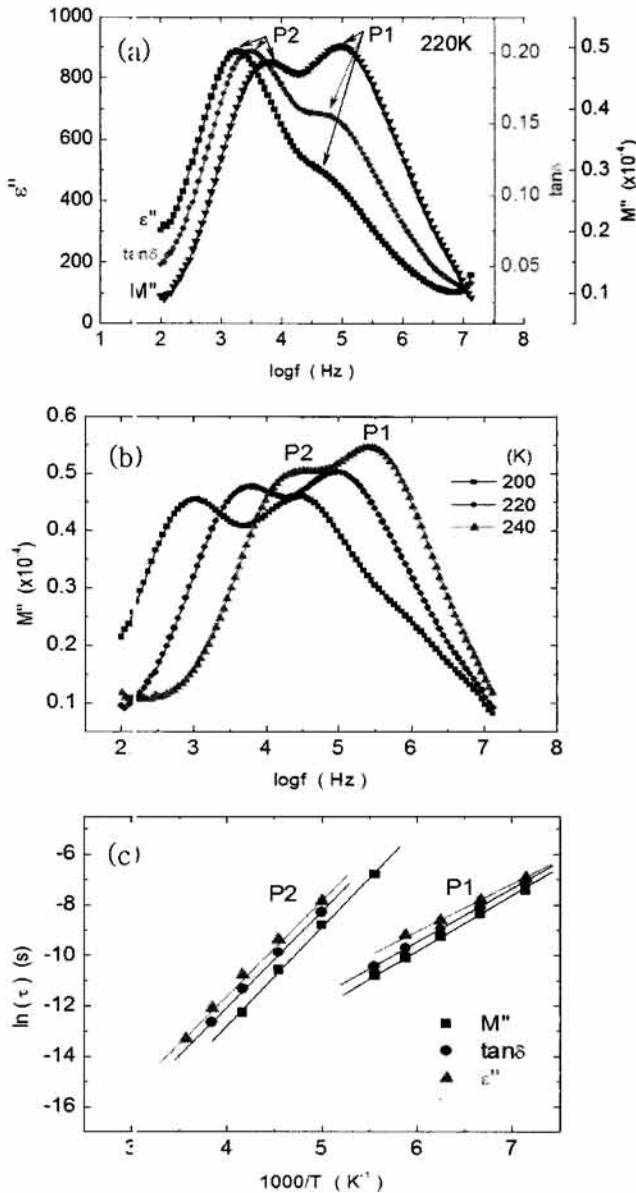 (a)
P2
P1
220K
1000
800
600
400
200
0
ε"
0.20
0.15
0.10
0.05
tanδ
0.5
0.4
0.3
0.2
0.1
M" (x10⁻⁴)
ε"
tanδ
M"
1 2 3 4 5 6 7 8
logf ( Hz )
(b)
P2
P1
(K)
200
220
240
0.6
0.5
0.4
0.3
0.2
0.1
M" (x10⁻⁴)
2 3 4 5 6 7 8
logf ( Hz )
(c)
P2
P1
-6
-8
-10
-12
-14
-16
ln(τ) (s)
M"
tanδ
ε"
3 4 5 6 7
1000/T ( K⁻¹ )